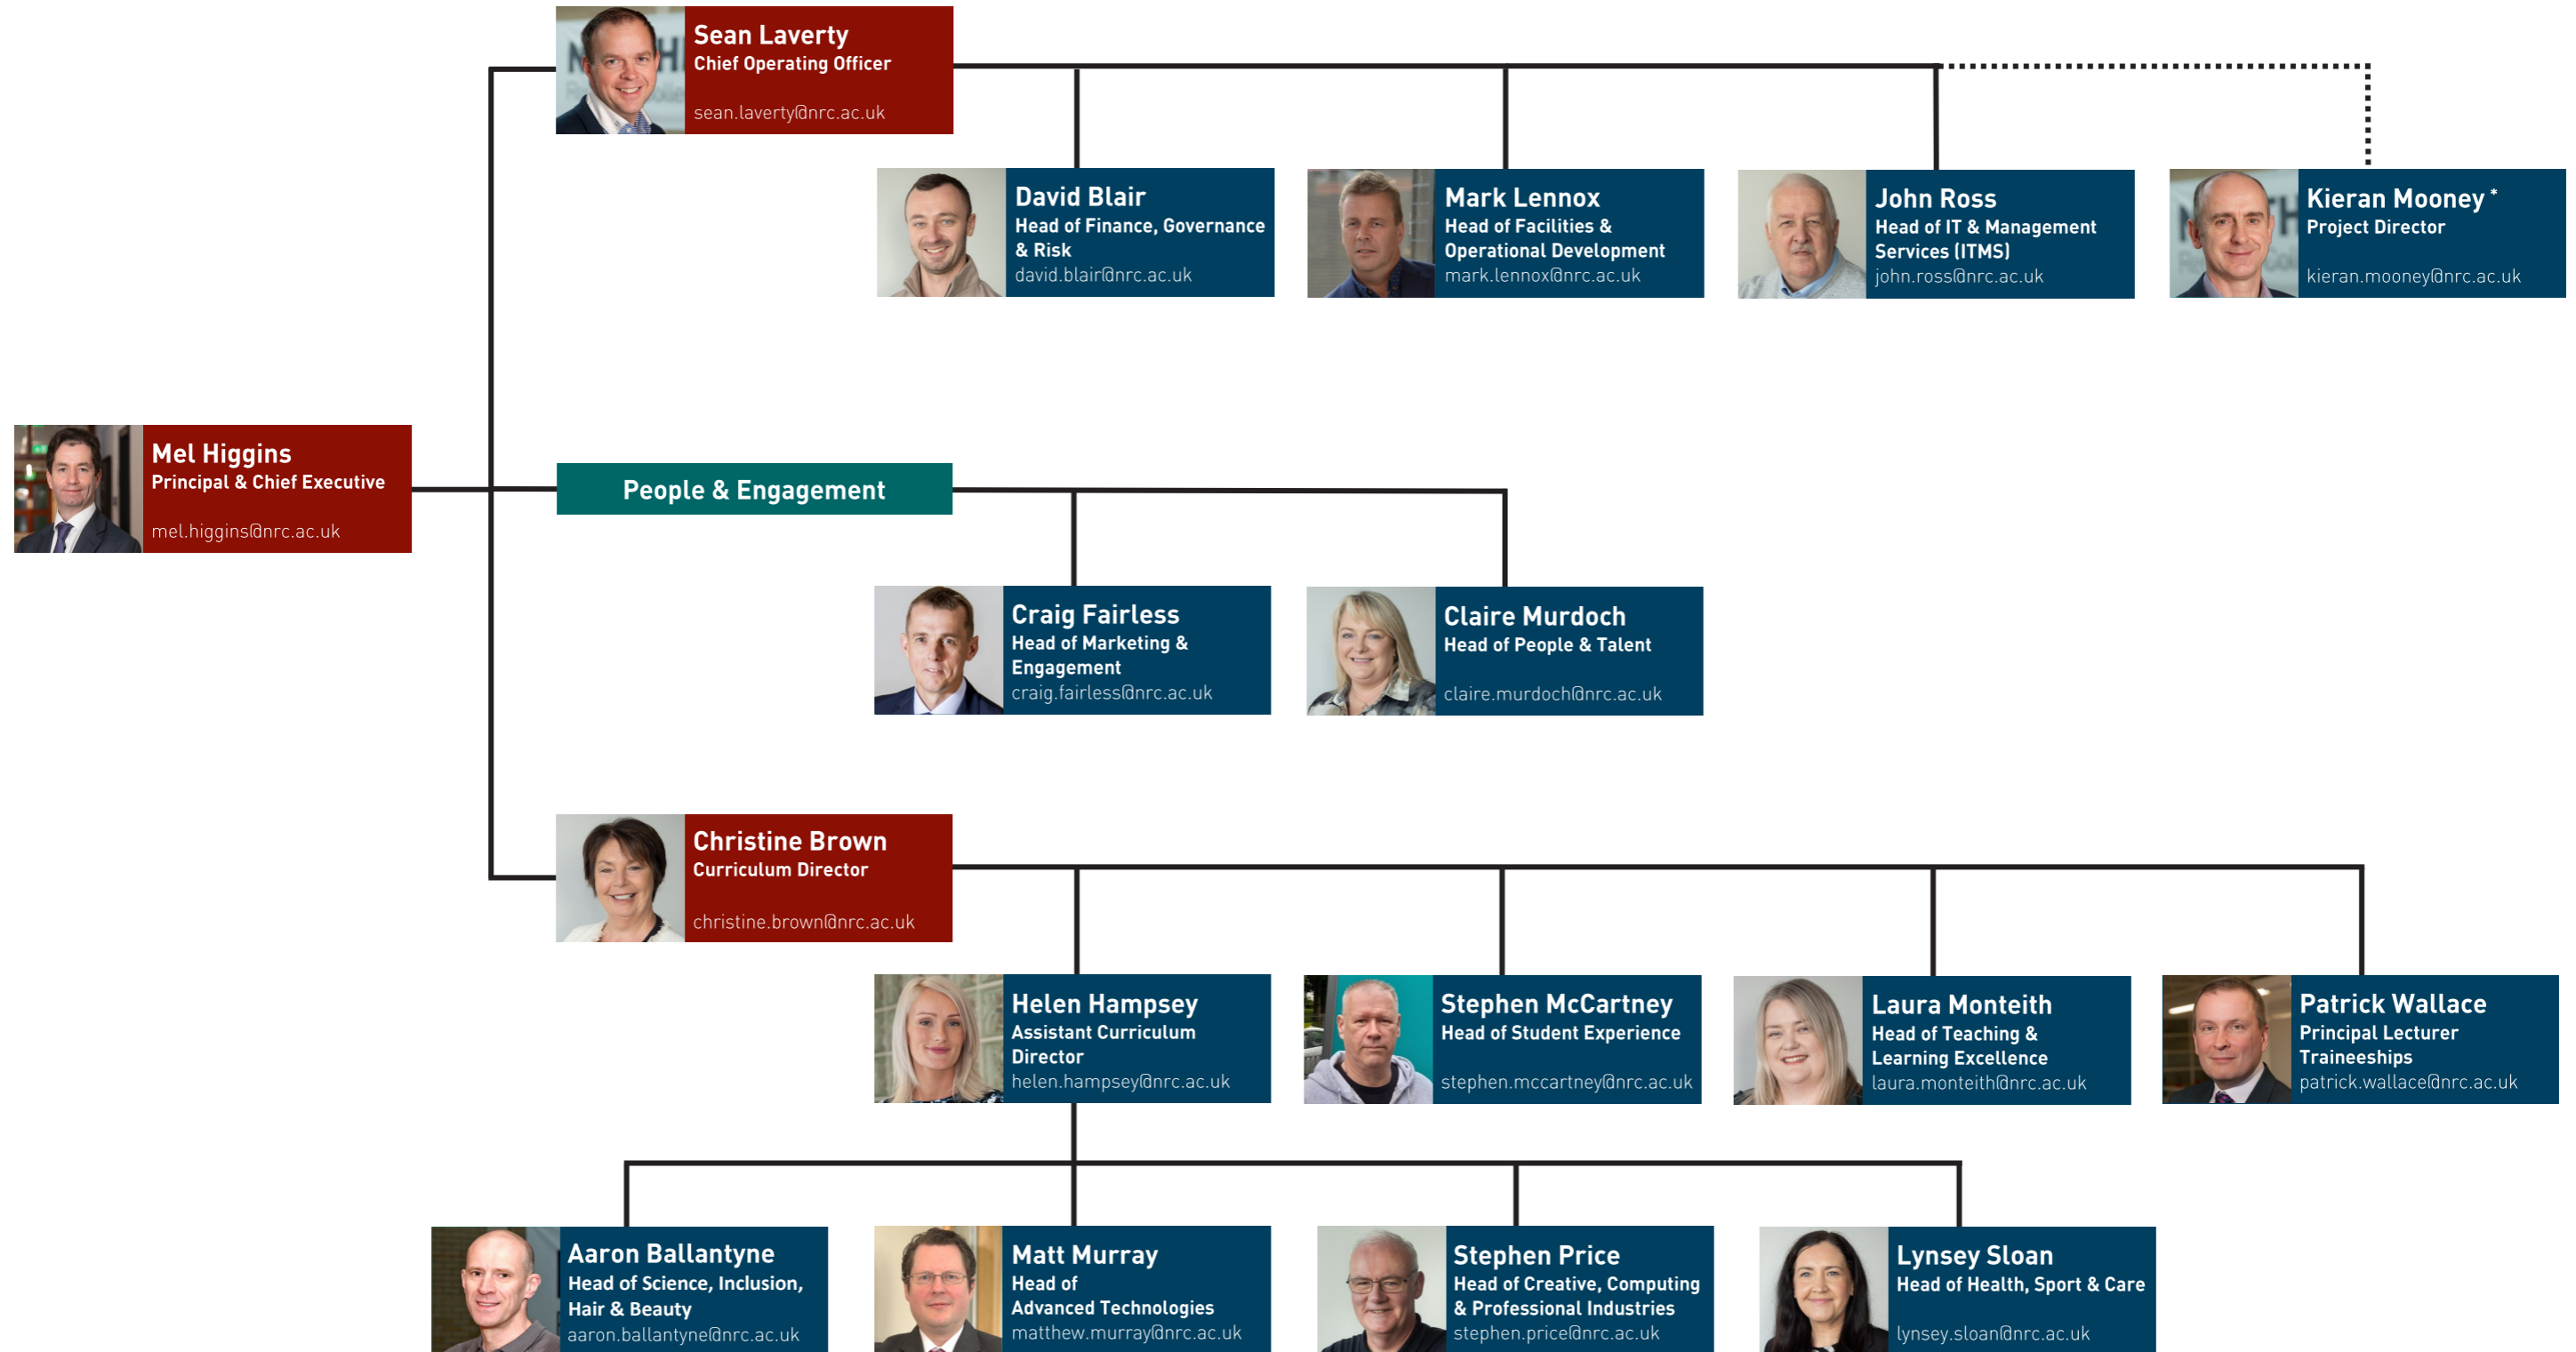 Sean Laverty
Chief Operating Officer
sean.laverty@nrc.ac.uk
David Blair
Head of Finance, Governance
& Risk
david.blair@nrc.ac.uk
Mark Lennox
Head of Facilities &
Operational Development
mark.lennox@nrc.ac.uk
John Ross
Head of IT & Management
Services (ITMS)
john.ross@nrc.ac.uk
Kieran Mooney *
Project Director
kieran.mooney@nrc.ac.uk
Mel Higgins
Principal & Chief Executive
mel.higgins@nrc.ac.uk
People & Engagement
Craig Fairless
Head of Marketing &
Engagement
craig.fairless@nrc.ac.uk
Claire Murdoch
Head of People & Talent
claire.murdoch@nrc.ac.uk
Christine Brown
Curriculum Director
christine.brown@nrc.ac.uk
Helen Hampsey
Assistant Curriculum
Director
helen.hampsey@nrc.ac.uk
Stephen McCartney
Head of Student Experience
stephen.mccartney@nrc.ac.uk
Laura Monteith
Head of Teaching &
Learning Excellence
laura.monteith@nrc.ac.uk
Patrick Wallace
Principal Lecturer
Traineeships
patrick.wallace@nrc.ac.uk
Aaron Ballantyne
Head of Science, Inclusion,
Hair & Beauty
aaron.ballantyne@nrc.ac.uk
Matt Murray
Head of
Advanced Technologies
matthew.murray@nrc.ac.uk
Stephen Price
Head of Creative, Computing
& Professional Industries
stephen.price@nrc.ac.uk
Lynsey Sloan
Head of Health, Sport & Care
lynsey.sloan@nrc.ac.uk